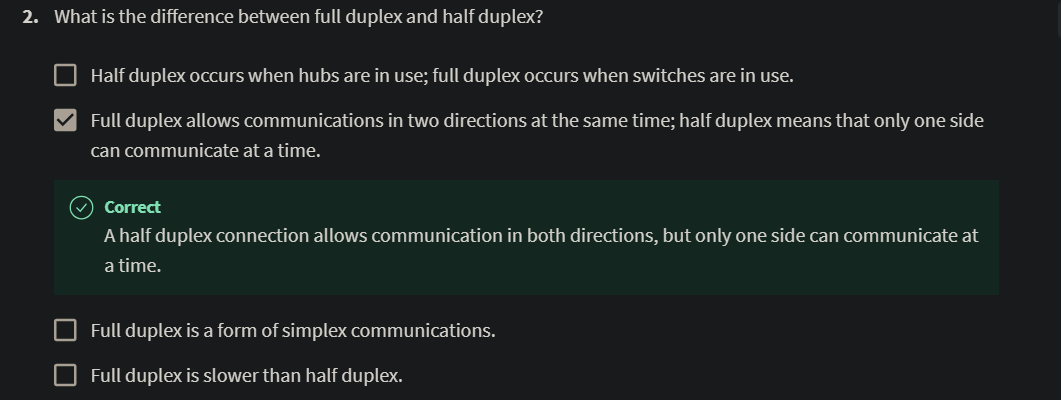 2. What is the difference between full duplex and half duplex?
Half duplex occurs when hubs are in use; full duplex occurs when switches are in use.
Full duplex allows communications in two directions at the same time; half duplex means that only one side
can communicate at a time.
Correct
A half duplex connection allows communication in both directions, but only one side can communicate at
a time.
Full duplex is a form of simplex communications.
Full duplex is slower than half duplex.